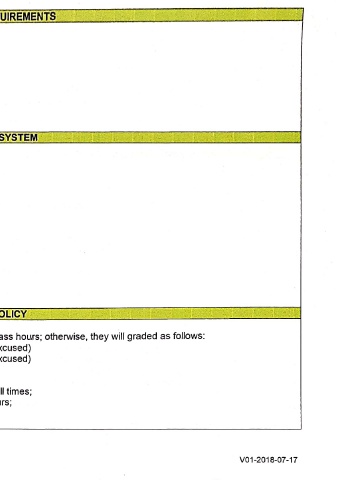 UIREMENTS
SYSTEM
OLICY
ass hours; otherwise, they will graded as follows:
xcused)
xcused)
ll times;
urs;
V01-2018-07-17